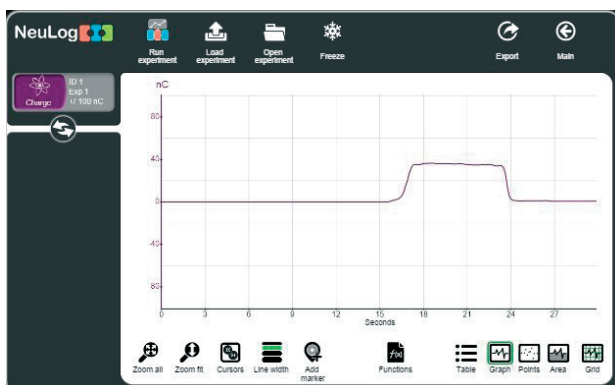 NeuLog
Run
experiment
Load
experiment
Open
experiment
Freeze
Export
Main
Charge
ID 1
Exp 1
+/ 100 nC
nC
80
40
0
-40
-80
0 3 6 9 12 15 18 21 24 27
Seconds
Zoom all
Zoom fit
Cursors
Line width
Add
marker
f(x)
Functions
Table
Graph
Points
Area
Grid